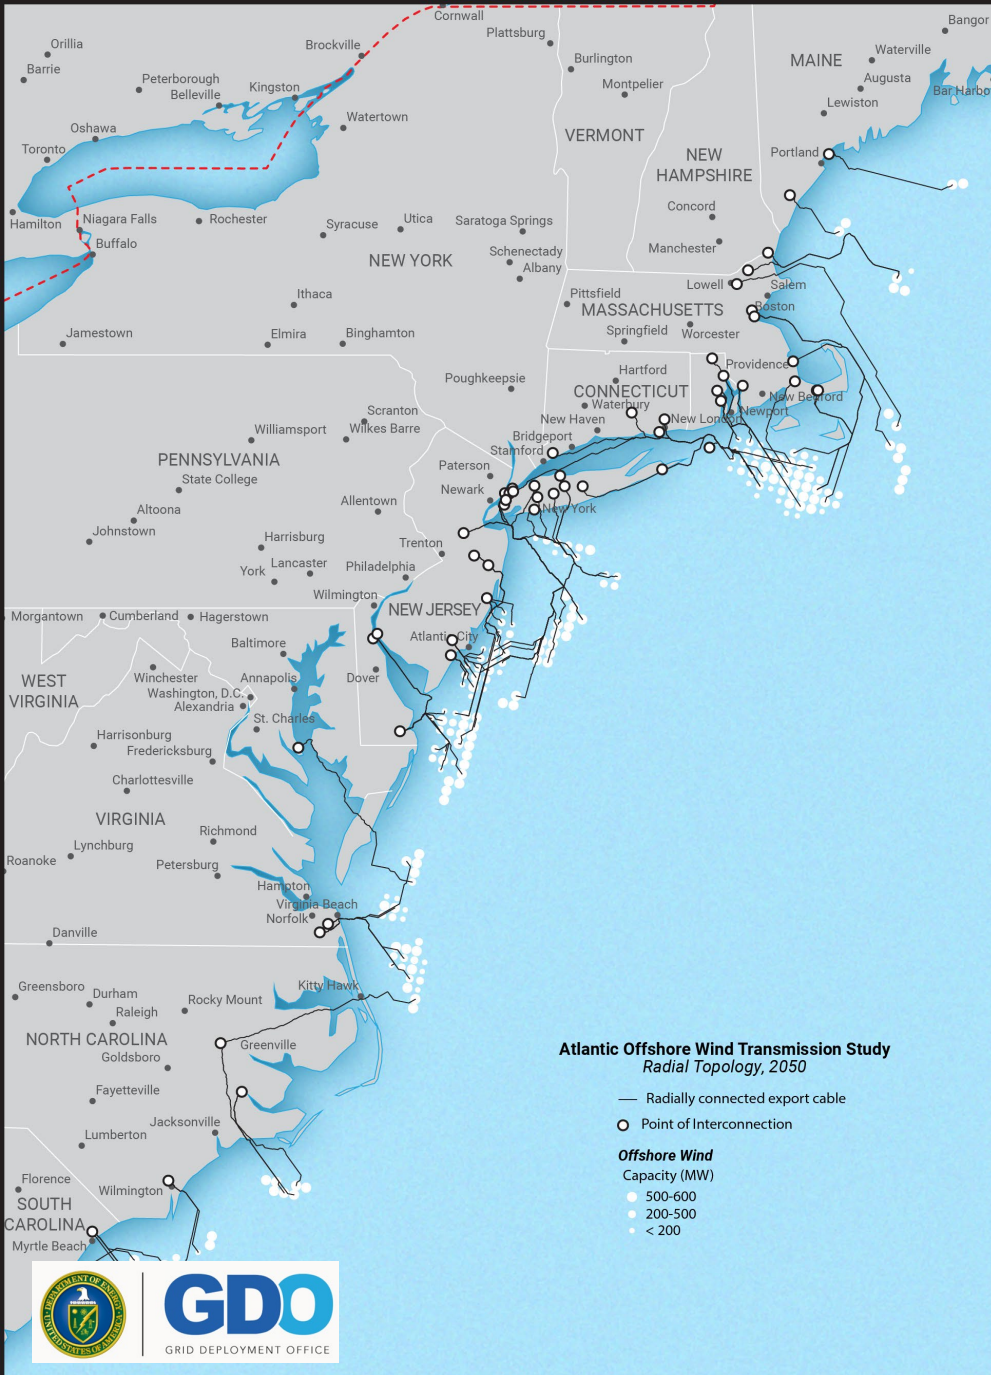 Cornwall
Plattsburg
Bangor
Orillia
Brockville
Waterville
Burlington
MAINE
Barrie
Peterborough
Belleville
Kingston
Montpelier
Augusta
Bar Harbo
Lewiston
Watertown
Oshawa
VERMONT
Toronto
NEW
HAMPSHIRE
Portland
Concord
Hamilton
Niagara Falls
Rochester
Syracuse
Utica
Saratoga Springs
Buffalo
Manchester
NEW YORK
Schenectady
Albany
Lowell
Salem
Ithaca
Pittsfield
MASSACHUSETTS
Boston
Jamestown
Elmira
Binghamton
Springfield
Worcester
Providence
Hartford
Poughkeepsie
CONNECTICUT
New Bedford
Waterbury
Newport
Scranton
New Haven
New London
Williamsport
Wilkes Barre
Bridgeport
Stamford
PENNSYLVANIA
Paterson
State College
Newark
Allentown
New York
Altoona
Johnstown
Harrisburg
Trenton
Lancaster
York
Philadelphia
Wilmington
NEW JERSEY
Morgantown
Cumberland
Hagerstown
Atlantic City
Baltimore
WEST
VIRGINIA
Winchester
Annapolis
Dover
Washington, D.C.
Alexandria
St. Charles
Harrisonburg
Fredericksburg
Charlottesville
VIRGINIA
Richmond
Lynchburg
Roanoke
Petersburg
Hampton
Virginia Beach
Norfolk
Danville
Greensboro
Durham
Kitty Hawk
Rocky Mount
Raleigh
NORTH CAROLINA
Greenville
Goldsboro
Fayetteville
Jacksonville
Lumberton
Florence
Wilmington
SOUTH
CAROLINA
Myrtle Beach
Atlantic Offshore Wind Transmission Study
Radial Topology, 2050
Radially connected export cable
Point of Interconnection
Offshore Wind
Capacity (MW)
500-600
200-500
< 200
DEPARTMENT OF ENERGY
UNITED STATES OF AMERICA
GDO
GRID DEPLOYMENT OFFICE